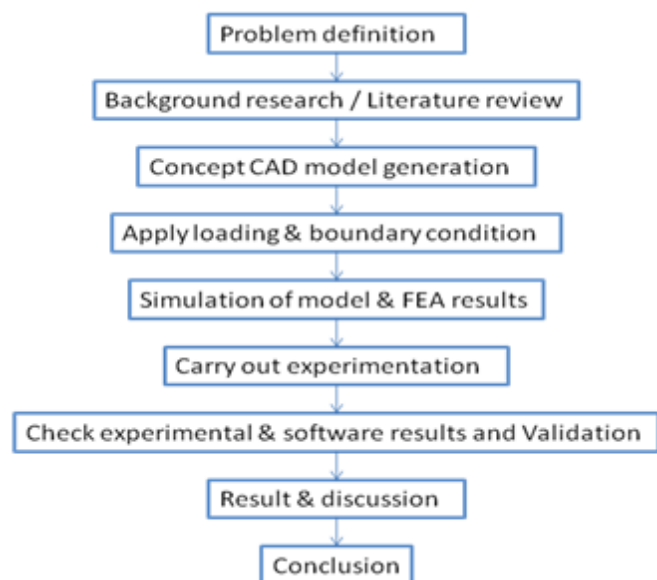 Problem definition
Background research / Literature review
Concept CAD model generation
Apply loading & boundary condition
Simulation of model & FEA results
Carry out experimentation
Check experimental & software results and Validation
Result & discussion
Conclusion